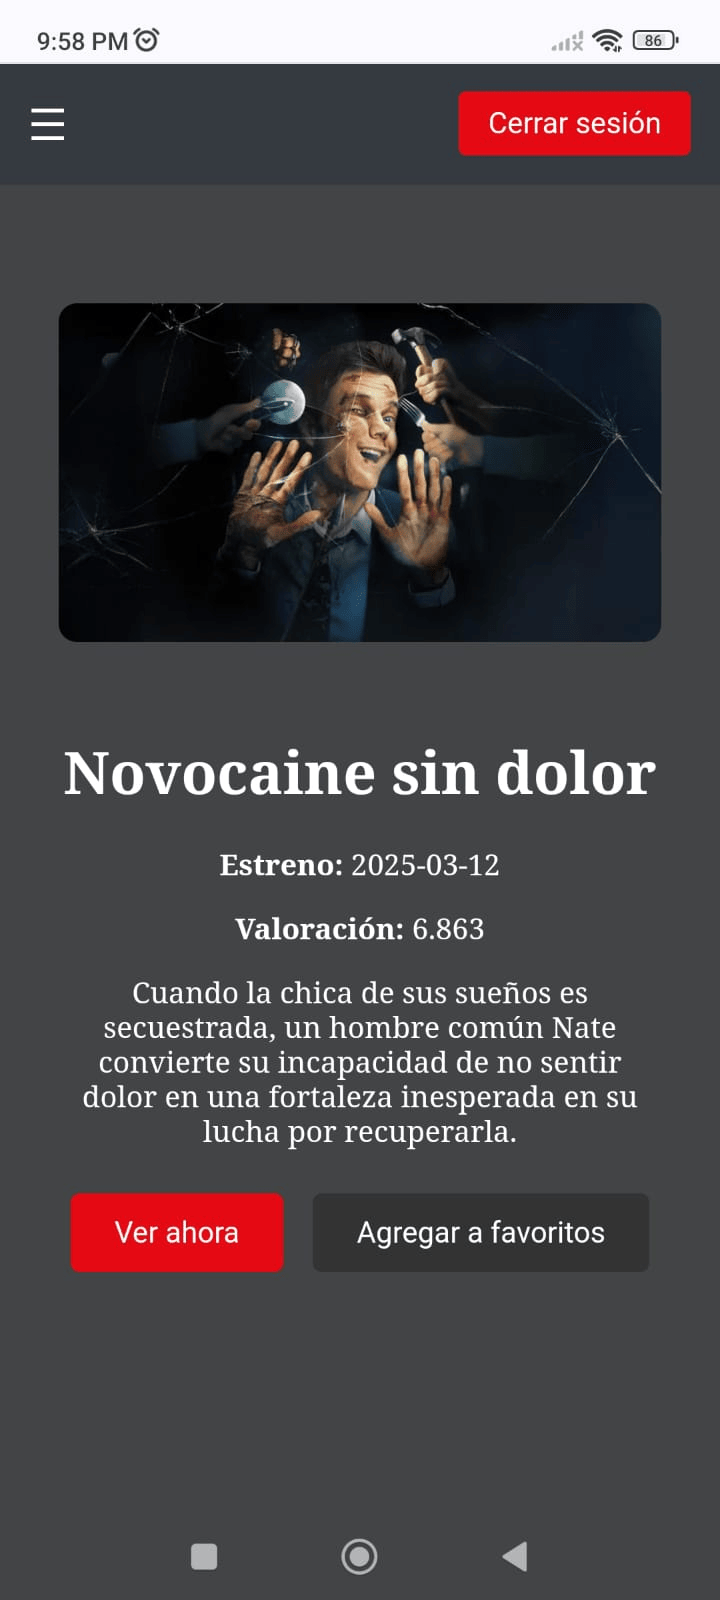 9:58 PM
86
Cerrar sesión
Novocaine sin dolor
Estreno: 2025-03-12
Valoración: 6.863
Cuando la chica de sus sueños es
secuestrada, un hombre común Nate
convierte su incapacidad de no sentir
dolor en una fortaleza inesperada en su
lucha por recuperarla.
Ver ahora
Agregar a favoritos